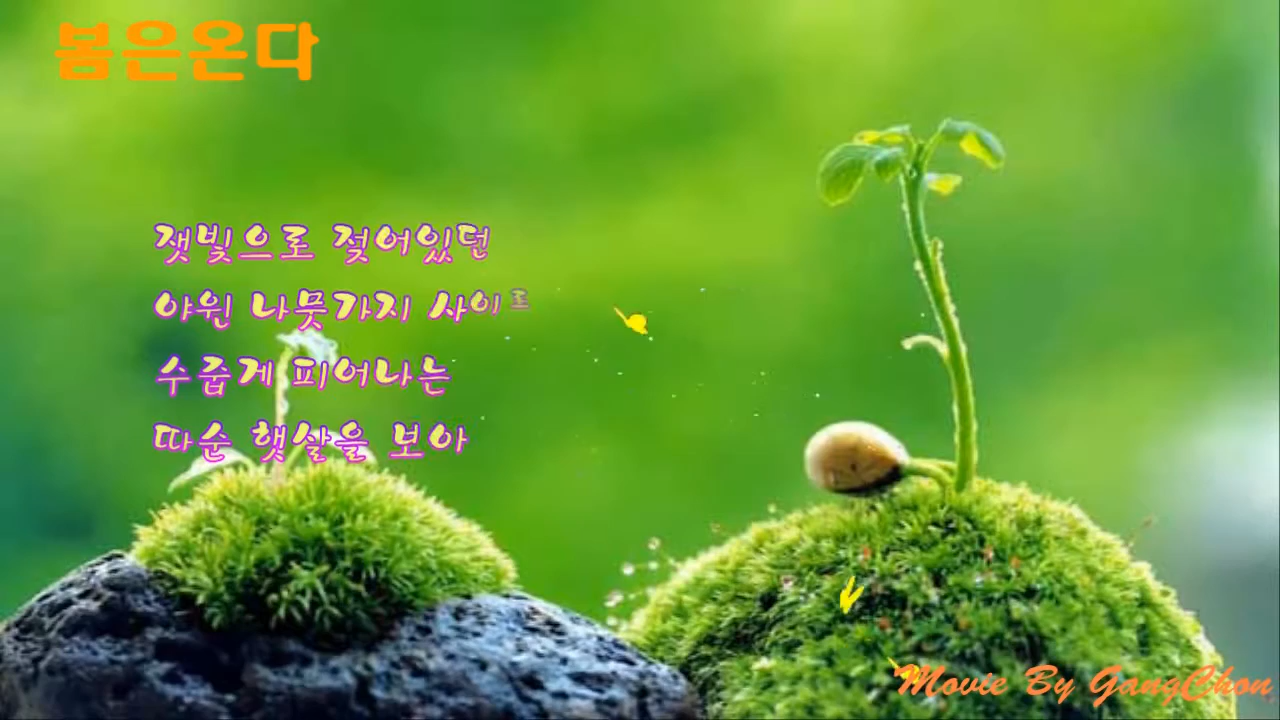 봄은온다
잿빛으로 젖어있던
야윈 나뭇가지 사이로
수줍게 피어나는
따순 햇살을 보아
Movie By GangChon